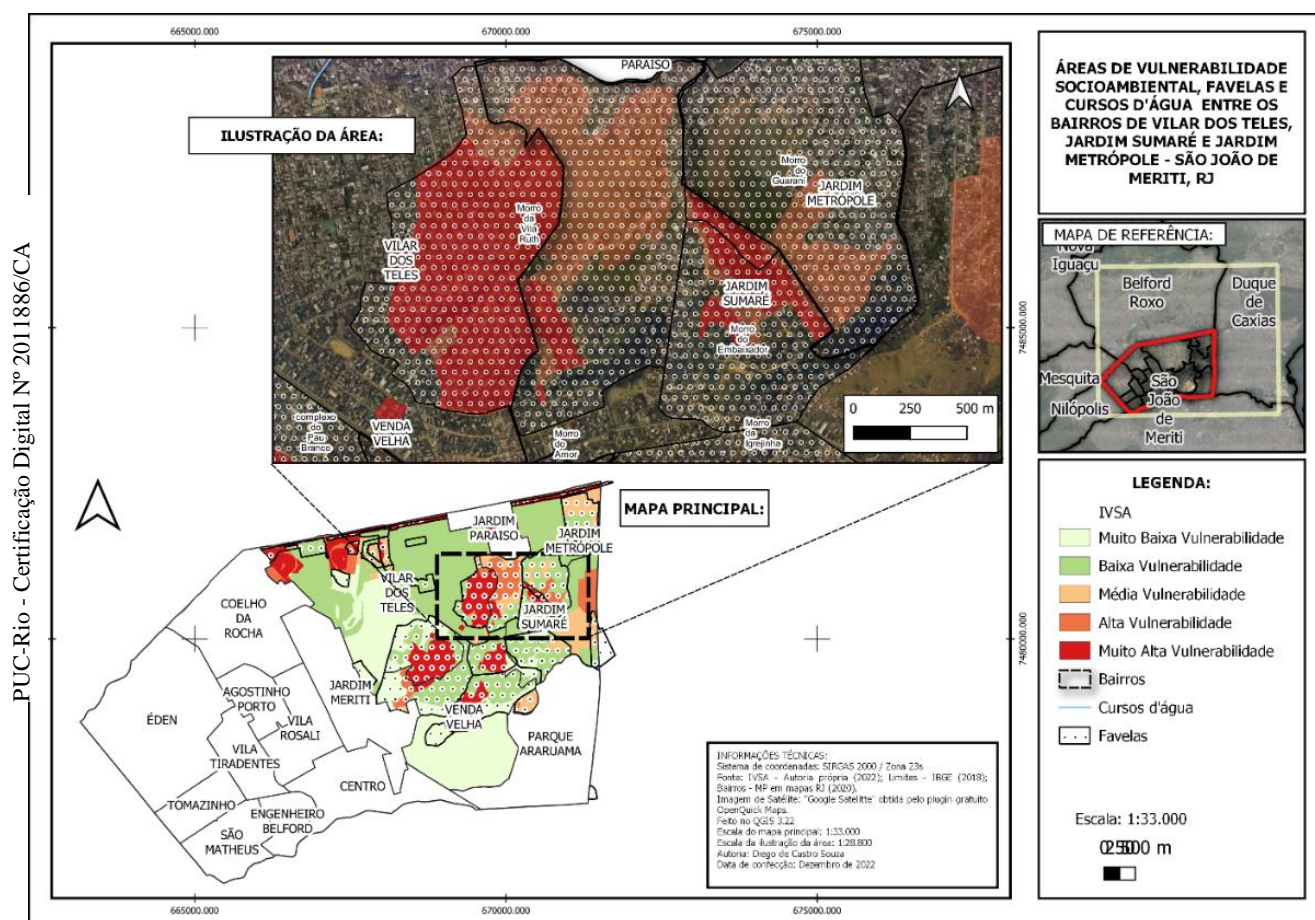 PUC-Rio - Certificação Digital Nº 2011886/CA
665000.000
670000.000
675000.000
ILUSTRAÇÃO DA ÁREA:
PARAISO
Morro
do
Guarani
JARDIM
METRÓPOLE
Morro
da
Vila
Ruth
VILAR
DOS
TELES
JARDIM
SUMARÉ
Morro
do
Embaixador
complexo
do
Pau
Branco
VENDA
VELHA
Morro
do
Amor
Morro
da
Igrejinha
0 250 500 m
7485000.000
MAPA PRINCIPAL:
JARDIM
PARAISO
JARDIM
METRÓPOLE
VILAR
DOS
TELES
JARDIM
SUMARÉ
COELHO
DA
ROCHA
7480000.000
JARDIM
MERITI
AGOSTINHO
PORTO
ÉDEN
VILA
ROSALI
VENDA
VELHA
PARQUE
ARARUAMA
VILA
TIRADENTES
CENTRO
TOMAZINHO
ENGENHEIRO
BELFORD
SÃO
MATHEUS
INFORMAÇÕES TÉCNICAS:
Sistema de coordenadas: SIRGAS 2000 / Zona 23s
Fonte: IVSA - Autoria própria (2022); Limites - IBGE (2018);
Bairros - MP em mapas RJ (2020).
Imagem de Satélite: "Google Satelitte" obtida pelo plugin gratuito
OpenQuick Maps.
Feito no QGIS 3.22
Escala do mapa principal: 1:33.000
Escala da ilustração da área: 1:28.800
Autoria: Diego de Castro Souza
Data de confecção: Dezembro de 2022
665000.000
670000.000
675000.000
ÁREAS DE VULNERABILIDADE
SOCIOAMBIENTAL, FAVELAS E
CURSOS D'ÁGUA ENTRE OS
BAIRROS DE VILAR DOS TELES,
JARDIM SUMARÉ E JARDIM
METRÓPOLE - SÃO JOÃO DE
MERITI, RJ
MAPA DE REFERÊNCIA:
Nova
Iguaçu
Belford
Roxo
Duque
de
Caxias
Mesquita
Nilópolis
São
João
de
Meriti
LEGENDA:
IVSA
Muito Baixa Vulnerabilidade
Baixa Vulnerabilidade
Média Vulnerabilidade
Alta Vulnerabilidade
Muito Alta Vulnerabilidade
Bairros
Cursos d'água
Favelas
Escala: 1:33.000
0 250 500 m